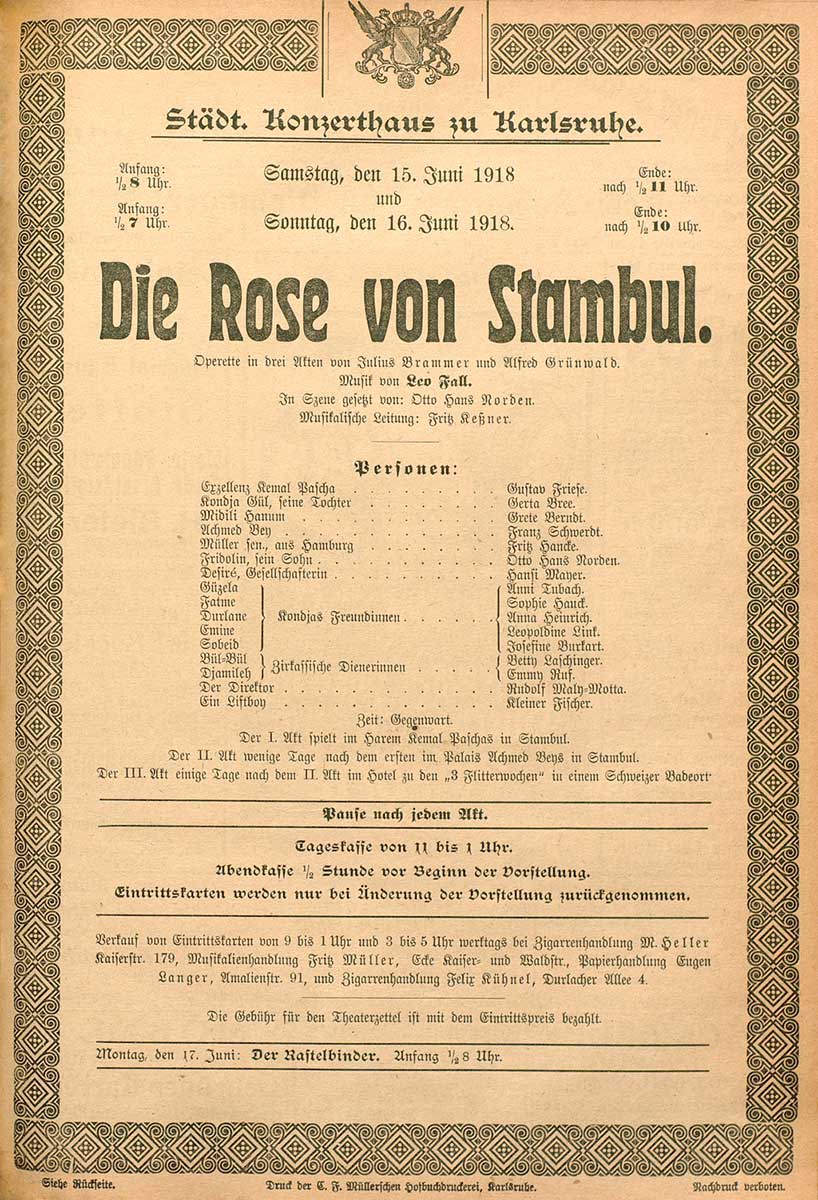 Städt. Konzerthaus zu Karlsruhe.
Anfang:
½ 8 Uhr.
Samstag, den 15. Juni 1918
Ende:
nach ½ 11 Uhr.
und
Anfang:
½ 7 Uhr.
Sonntag, den 16. Juni 1918.
Ende:
nach ½ 10 Uhr.
Die Rose von Stambul.
Operette in drei Akten von Julius Brammer und Alfred Grünwald.
Musik von Leo Fall.
In Szene gesetzt von: Otto Hans Norden.
Musikalische Leitung: Fritz Keßner.
Personen:
Exzellenz Kemal Pascha . . . . . . . . . Gustav Friese.
Kondja Gül, seine Tochter . . . . . . . . Gerta Bree.
Midili Hanum . . . . . . . . . . . Grete Berndt.
Achmed Bey . . . . . . . . . . . Franz Schwerdt.
Müller sen., aus Hamburg . . . . . . . . Fritz Hancke.
Fridolin, sein Sohn . . . . . . . . . . Otto Hans Norden.
Desiré, Gesellschafterin . . . . . . . . . Hansi Mayer.
Güzela Anni Tubach.
Fatme Sophie Hauck.
Durlane Kondjas Freundinnen . . . . . . Anna Heinrich.
Emine Leopoldine Link.
Sobeid Josefine Burkart.
Bül-Bül Zirkassische Dienerinnen . . . . . Betty Laschinger.
Djamileh Emmy Ruf.
Der Direktor . . . . . . . . . . . Rudolf Maly-Motta.
Ein Liftboy . . . . . . . . . . . Kleiner Fischer.
Zeit: Gegenwart.
Der I. Akt spielt im Harem Kemal Paschas in Stambul.
Der II. Akt wenige Tage nach dem ersten im Palais Achmed Beys in Stambul.
Der III. Akt einige Tage nach dem II. Akt im Hotel zu den „3 Flitterwochen“ in einem Schweizer Badeort.
Pause nach jedem Akt.
Tageskasse von 11 bis 1 Uhr.
Abendkasse ½ Stunde vor Beginn der Vorstellung.
Eintrittskarten werden nur bei Änderung der Vorstellung zurückgenommen.
Verkauf von Eintrittskarten von 9 bis 1 Uhr und 3 bis 5 Uhr werktags bei Zigarrenhandlung M. Heller
Kaiserstr. 179, Musikalienhandlung Fritz Müller, Ecke Kaiser- und Waldstr., Papierhandlung Eugen
Langer, Amalienstr. 91, und Zigarrenhandlung Felix Kühnel, Durlacher Allee 4.
Die Gebühr für den Theaterzettel ist mit dem Eintrittspreis bezahlt.
Montag, den 17. Juni: Der Rastelbinder. Anfang ½ 8 Uhr.
Siehe Rückseite.
Druck der C. F. Müllerschen Hofbuchdruckerei, Karlsruhe.
Nachdruck verboten.